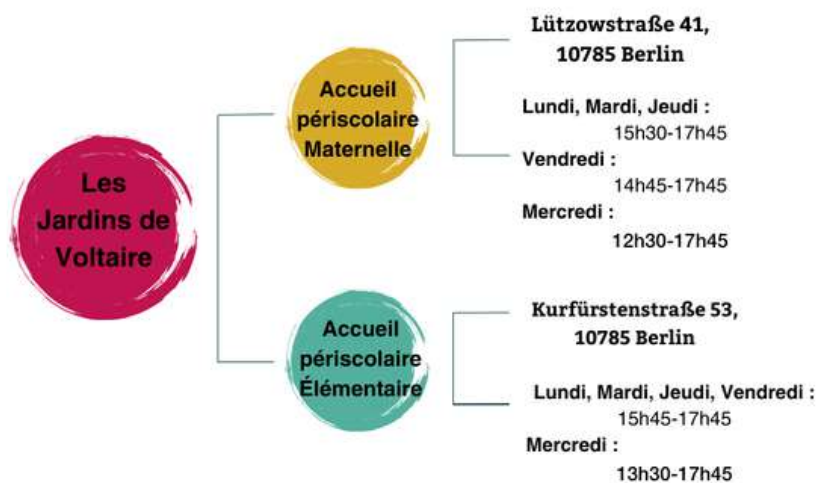 Les
Jardins de
Voltaire
Accueil
périscolaire
Maternelle
Lützowstraße 41,
10785 Berlin
Lundi, Mardi, Jeudi :
15h30-17h45
Vendredi :
14h45-17h45
Mercredi :
12h30-17h45
Accueil
périscolaire
Élémentaire
Kurfürstenstraße 53,
10785 Berlin
Lundi, Mardi, Jeudi, Vendredi :
15h45-17h45
Mercredi :
13h30-17h45